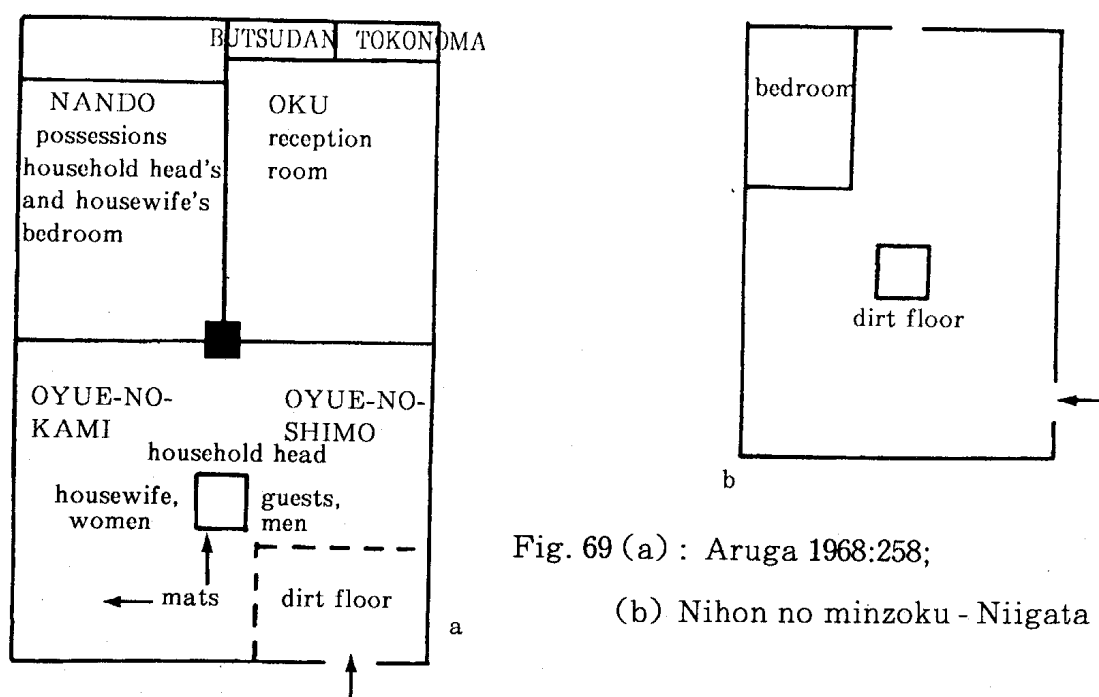 BUTSUDAN TOKONOMA
NANDO
possessions
household head's
and housewife's
bedroom
OKU
reception
room
OYUE-NO-
KAMI
OYUE-NO-
SHIMO
household head
housewife,
women
guests,
men
mats
dirt floor
a
bedroom
dirt floor
b
Fig. 69 (a) : Aruga 1968:258;
(b) Nihon no minzoku - Niigata